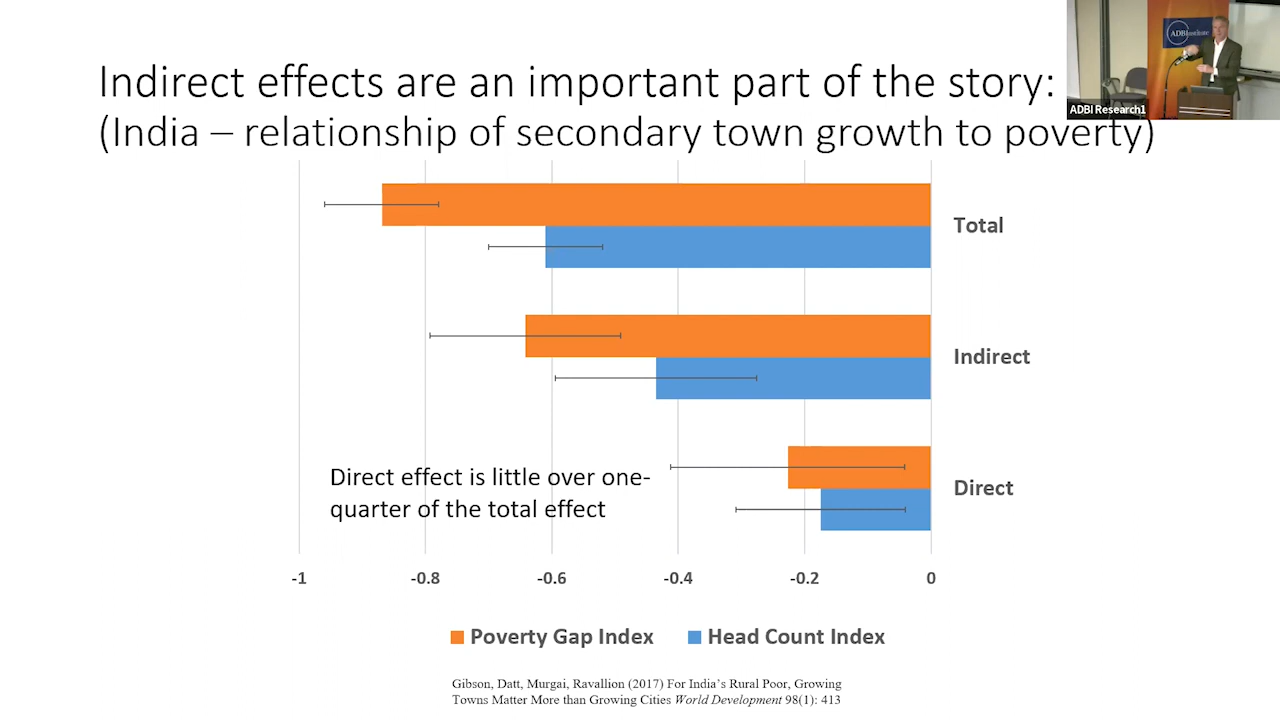 Indirect effects are an important part of the story:
(India – relationship of secondary town growth to poverty)
ADBInstitute
ADBI Research1
Total
Indirect
Direct
Direct effect is little over one-
quarter of the total effect
-1 -0.8 -0.6 -0.4 -0.2 0
Poverty Gap Index Head Count Index
Gibson, Datt, Murgai, Ravallion (2017) For India's Rural Poor, Growing
Towns Matter More than Growing Cities World Development 98(1): 413